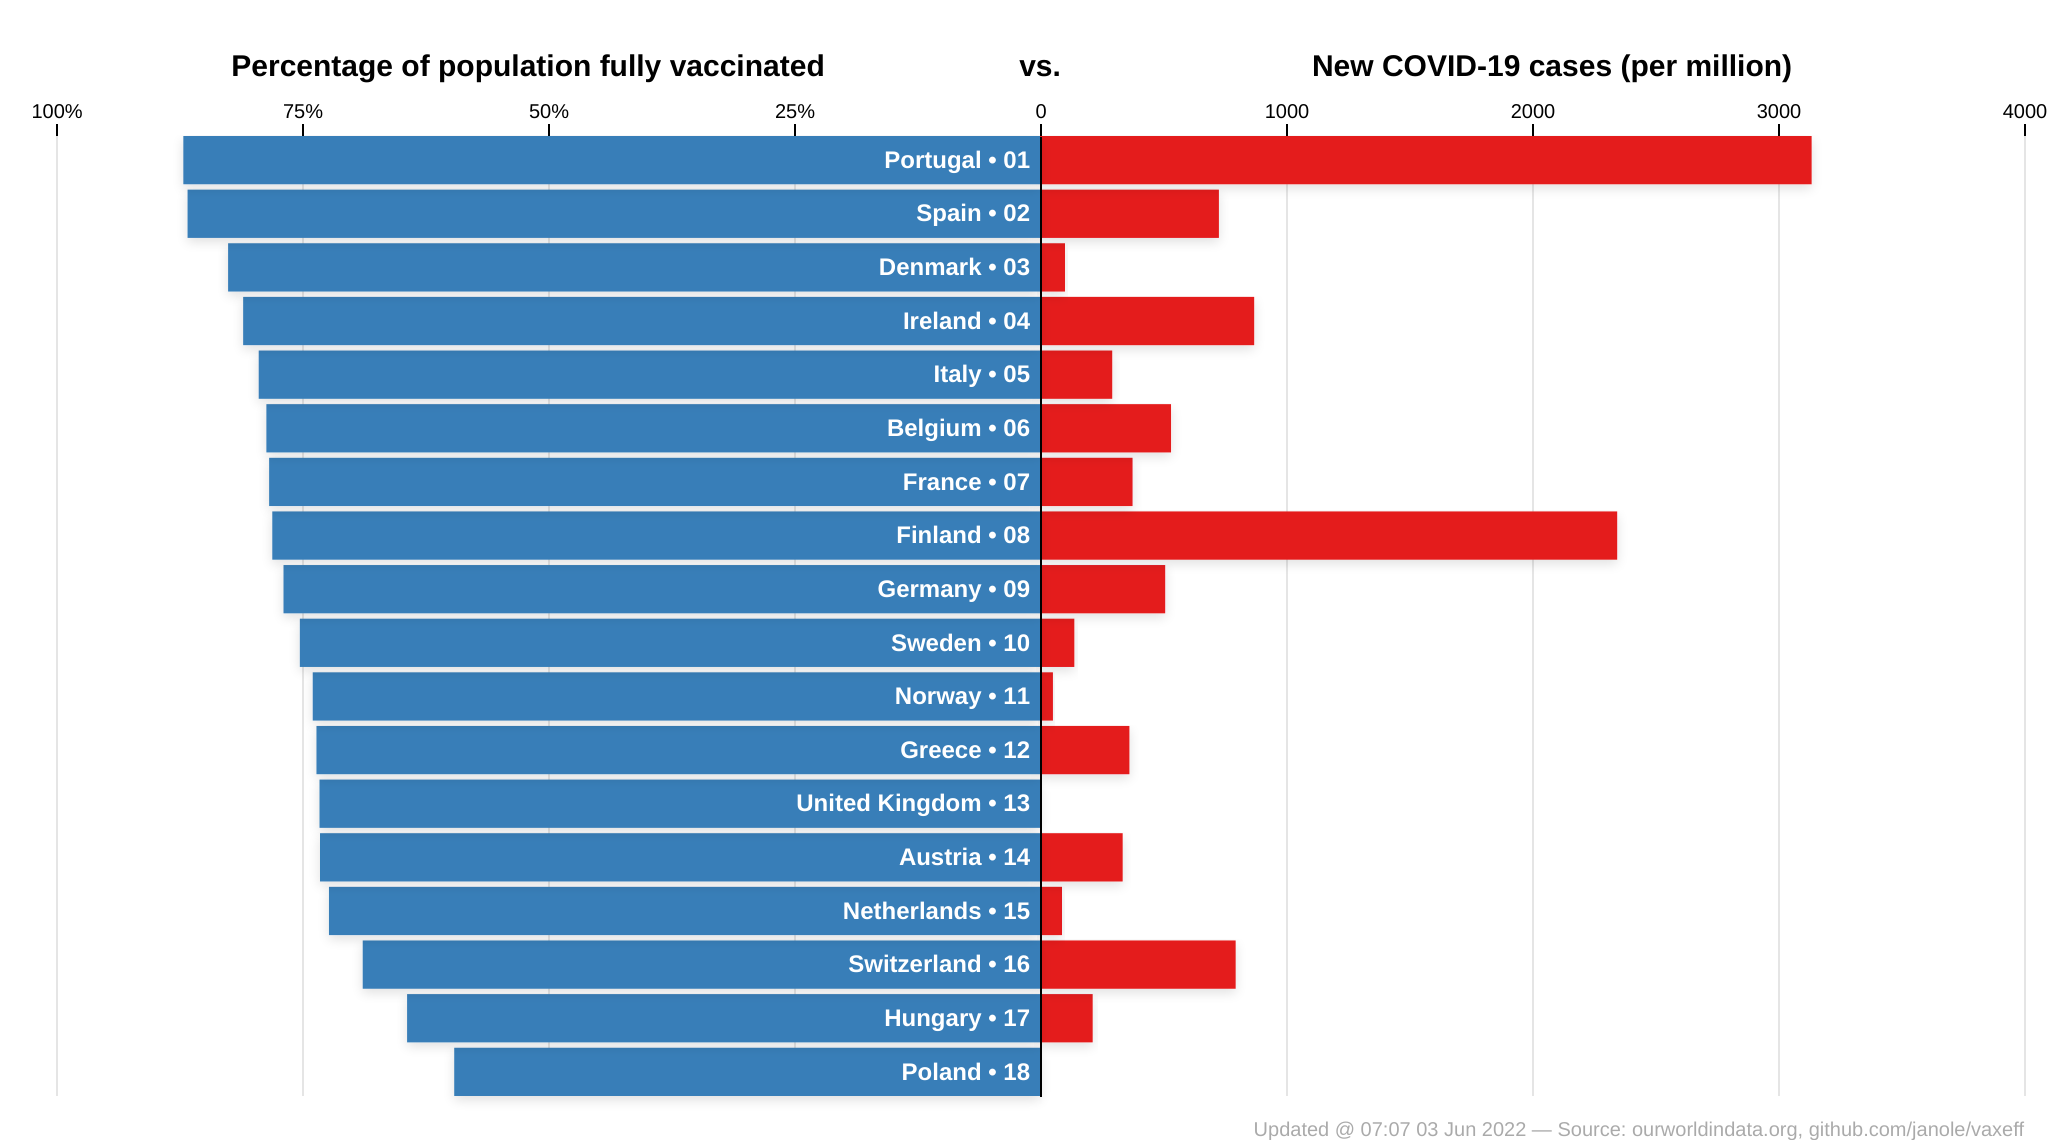 Percentage of population fully vaccinated vs. New COVID-19 cases (per million)
100% 75% 50% 25% 0 1000 2000 3000 4000
Portugal • 01
Spain • 02
Denmark • 03
Ireland • 04
Italy • 05
Belgium • 06
France • 07
Finland • 08
Germany • 09
Sweden • 10
Norway • 11
Greece • 12
United Kingdom • 13
Austria • 14
Netherlands • 15
Switzerland • 16
Hungary • 17
Poland • 18
Updated @ 07:07 03 Jun 2022 — Source: ourworldindata.org, github.com/janole/vaxeff